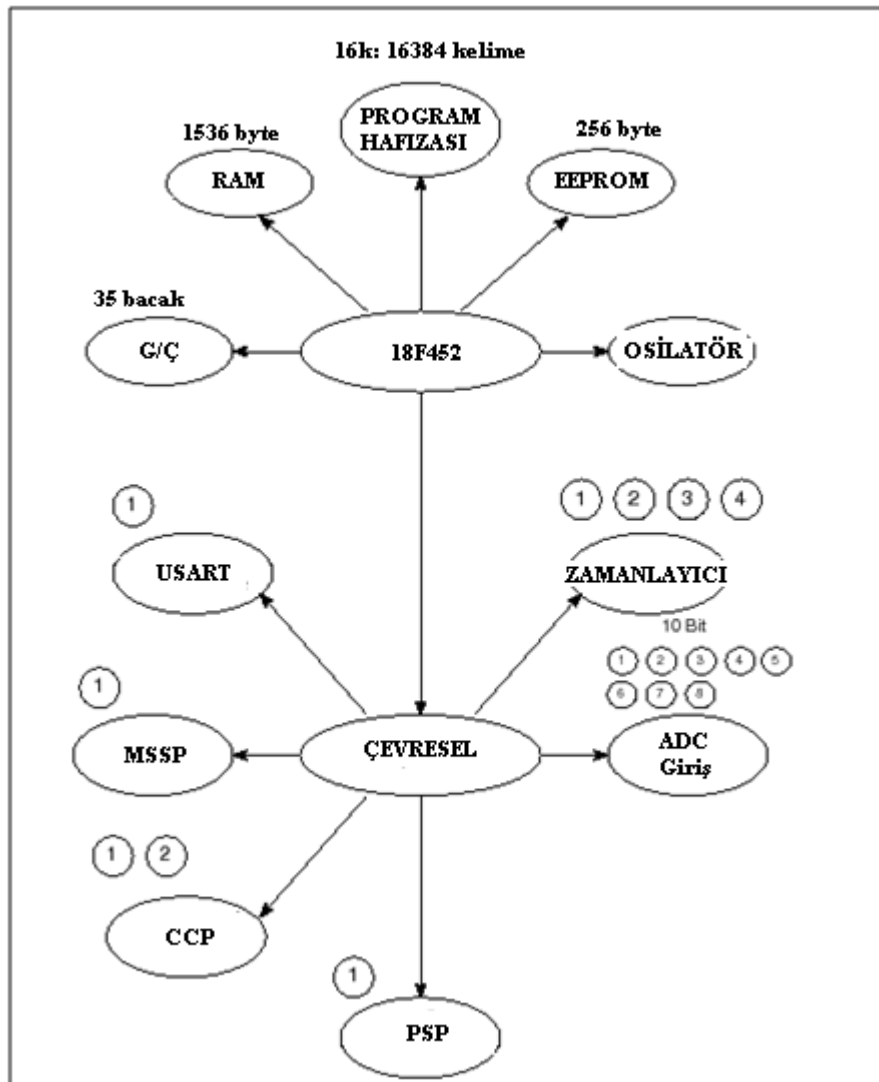 16k: 16384 kelime
PROGRAM
HAFIZASI
1536 byte
RAM
256 byte
EEPROM
35 bacak
G/Ç
18F452
OSİLATÖR
1
USART
1 2 3 4
ZAMANLAYICI
10 Bit
1 2 3 4 5
6 7 8
ADC
Giriş
1
MSSP
ÇEVRESEL
1 2
CCP
1
PSP